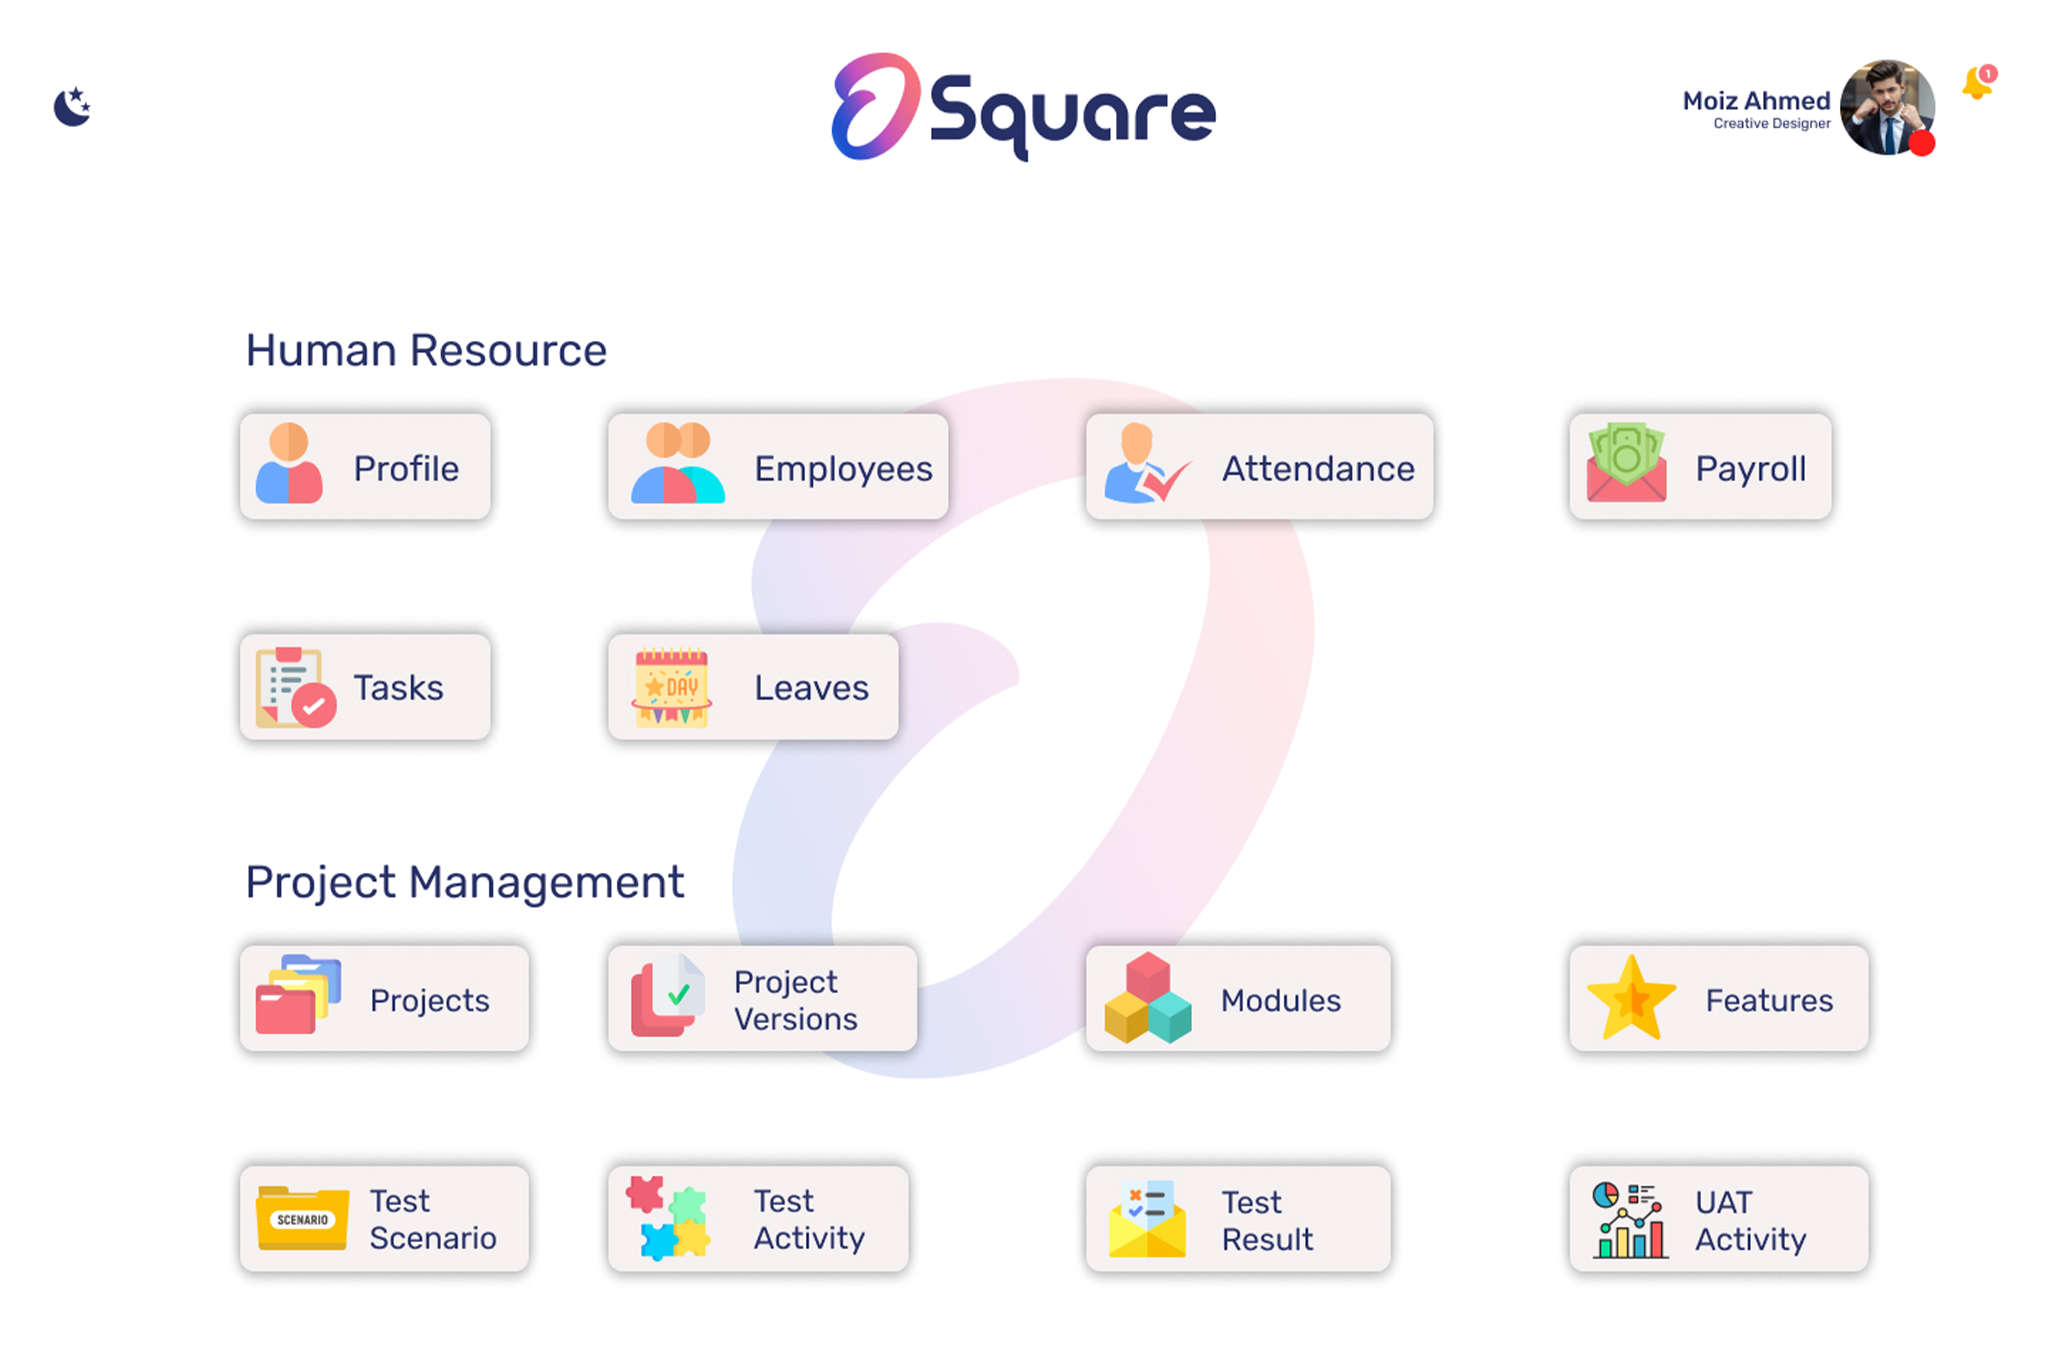 Square
Moiz Ahmed
Creative Designer
1
Human Resource
Profile
Employees
Attendance
Payroll
Tasks
DAY
Leaves
Project Management
Projects
Project
Versions
Modules
Features
SCENARIO
Test
Scenario
Test
Activity
Test
Result
UAT
Activity